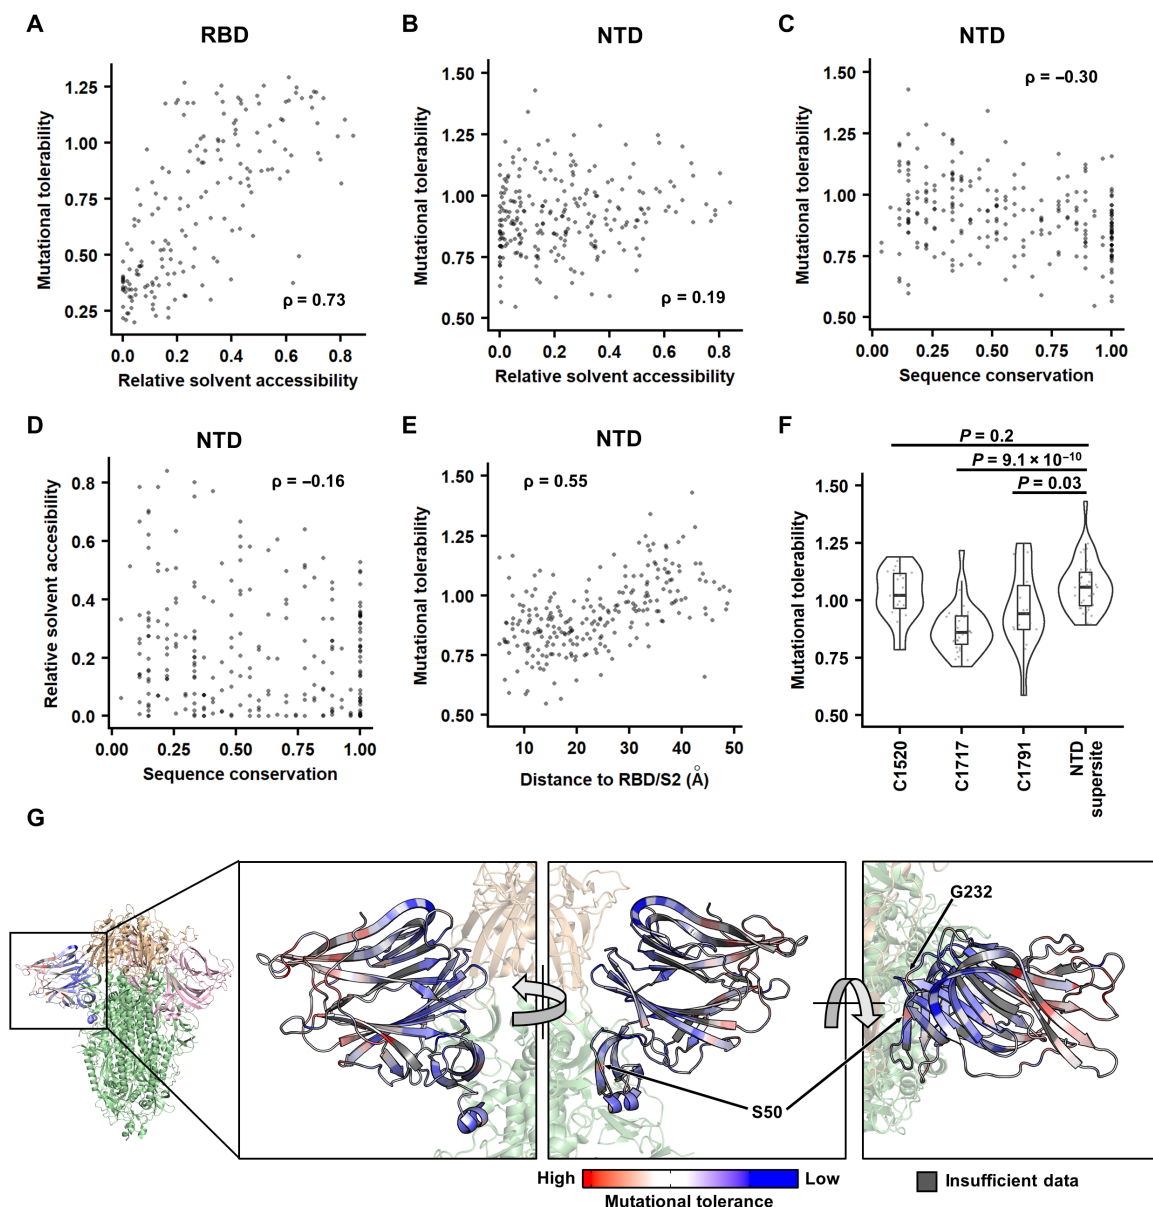 A
RBD
Mutational tolerability
1.25
1.00
0.75
0.50
0.25
ρ = 0.73
0.0 0.2 0.4 0.6 0.8
Relative solvent accessibility
B
NTD
Mutational tolerability
1.50
1.25
1.00
0.75
0.50
ρ = 0.19
0.0 0.2 0.4 0.6 0.8
Relative solvent accessibility
C
NTD
Mutational tolerability
1.50
1.25
1.00
0.75
0.50
ρ = −0.30
0.00 0.25 0.50 0.75 1.00
Sequence conservation
D
NTD
Relative solvent accesibility
0.8
0.6
0.4
0.2
0.0
ρ = −0.16
0.00 0.25 0.50 0.75 1.00
Sequence conservation
E
NTD
Mutational tolerability
1.50
1.25
1.00
0.75
0.50
ρ = 0.55
10 20 30 40 50
Distance to RBD/S2 (Å)
F
P = 0.2
P = 9.1 × 10⁻¹⁰
P = 0.03
Mutational tolerability
1.50
1.25
1.00
0.75
0.50
C1520
C1717
C1791
NTD
supersite
G
G232
S50
High
Low
Mutational tolerance
Insufficient data